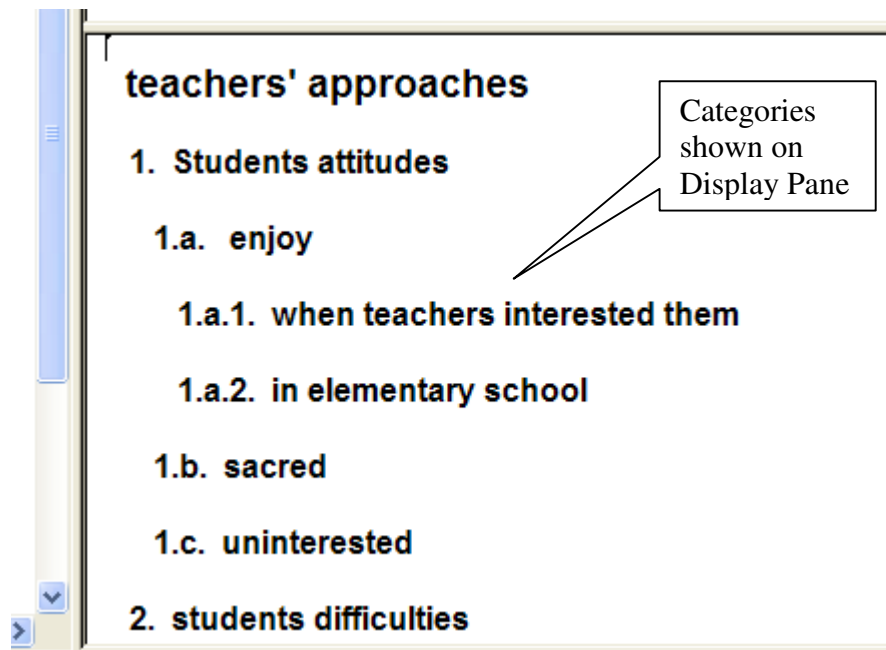 teachers' approaches
Categories
shown on
Display Pane
1. Students attitudes
1.a. enjoy
1.a.1. when teachers interested them
1.a.2. in elementary school
1.b. sacred
1.c. uninterested
2. students difficulties